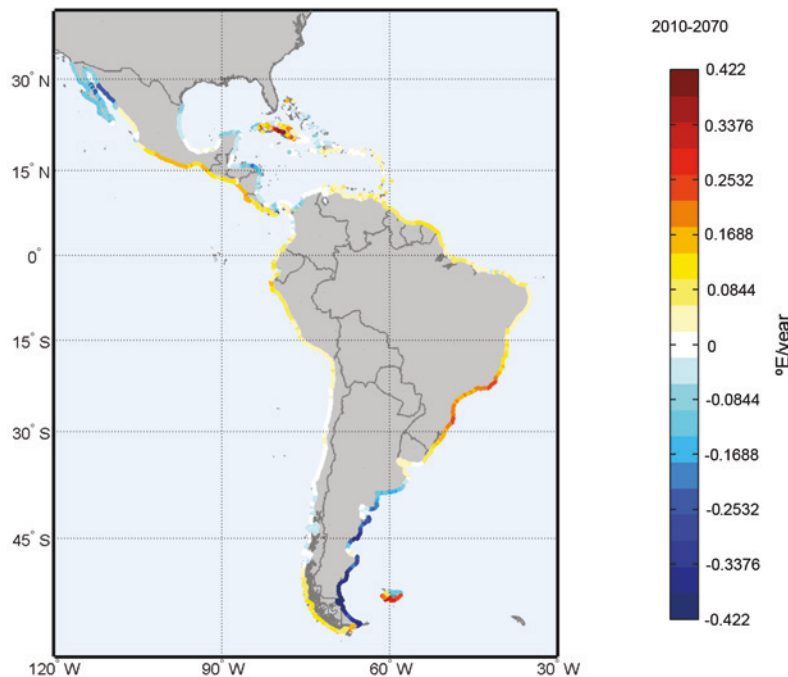 2010-2070
30° N
15° N
0°
15° S
30° S
45° S
120° W
90° W
60° W
30° W
0.422
0.3376
0.2532
0.1688
0.0844
0
-0.0844
-0.1688
-0.2532
-0.3376
-0.422
ºE/year